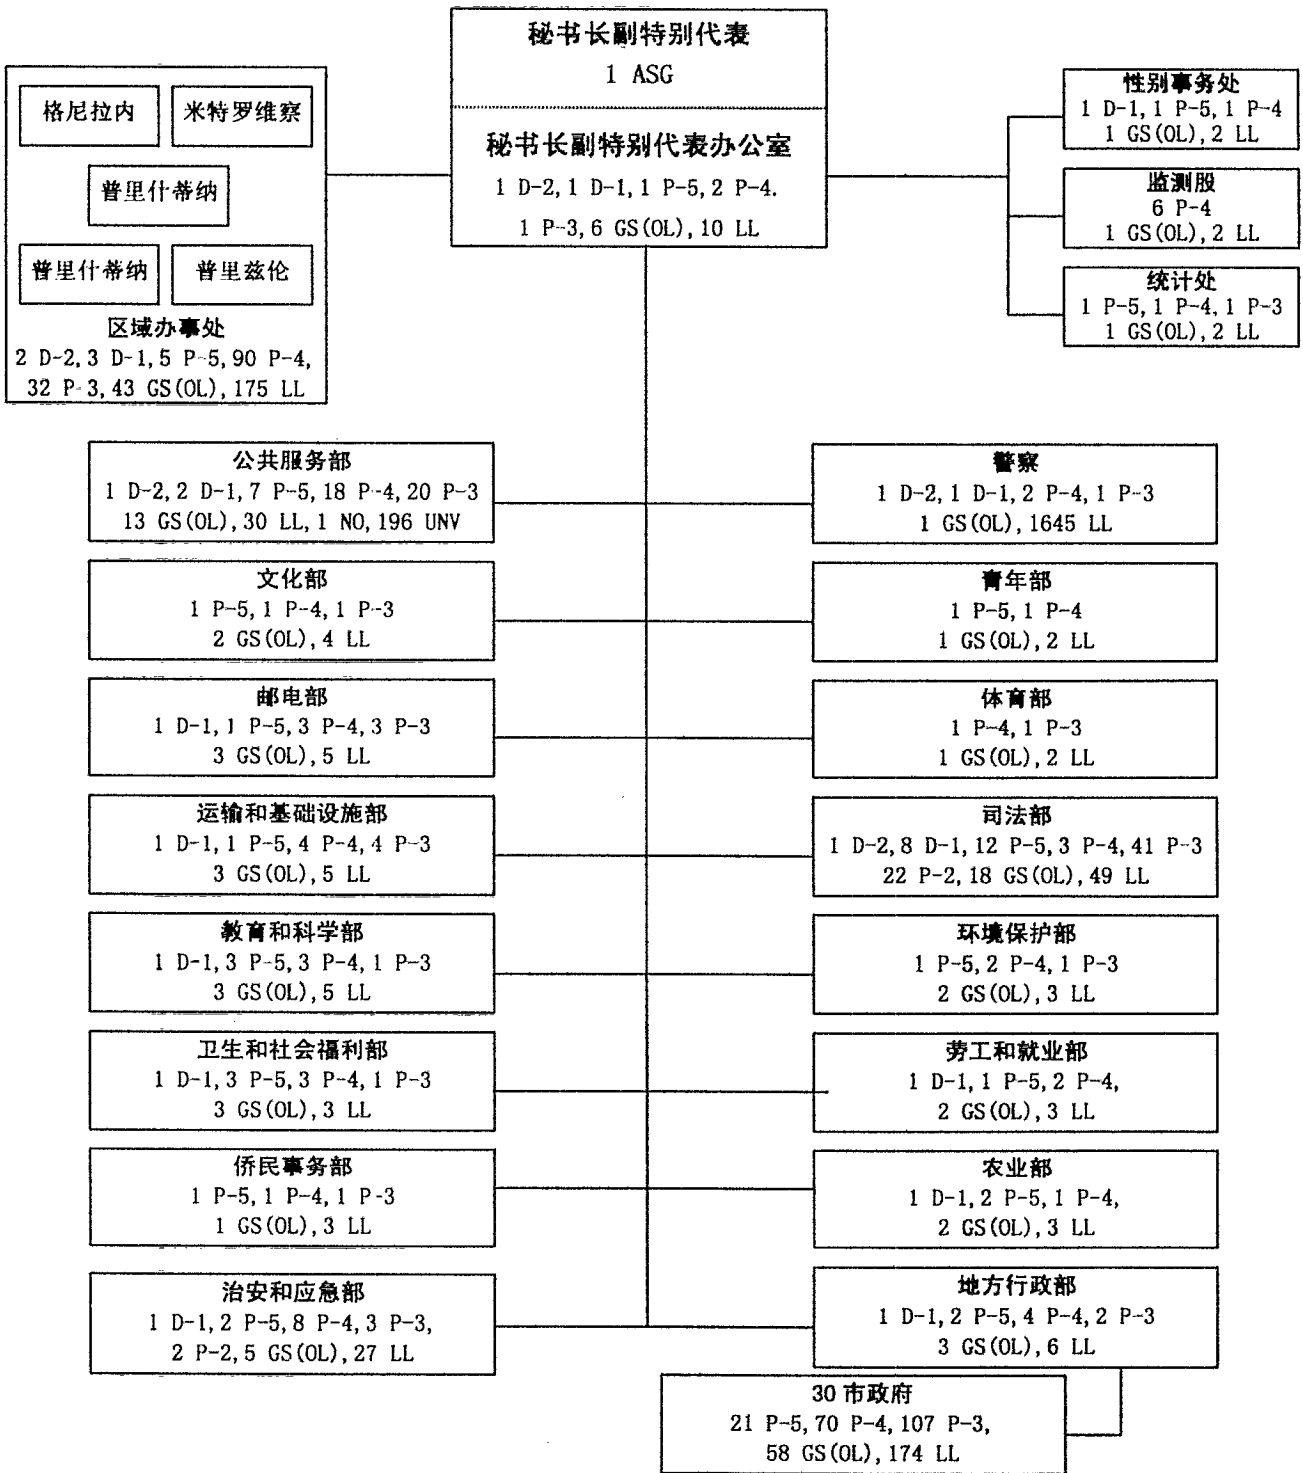 秘书长副特别代表
1 ASG
秘书长副特别代表办公室
1 D-2,1 D-1,1 P-5,2 P-4.
1 P-3,6 GS(OL),10 LL
格尼拉内
米特罗维察
普里什蒂纳
普里什蒂纳
普里兹伦
区域办事处
2 D-2,3 D-1,5 P-5,90 P-4,
32 P-3,43 GS(OL),175 LL
性别事务处
1 D-1,1 P-5,1 P-4
1 GS(OL),2 LL
监测股
6 P-4
1 GS(OL),2 LL
统计处
1 P-5,1 P-4,1 P-3
1 GS(OL),2 LL
公共服务部
1 D-2,2 D-1,7 P-5,18 P-4,20 P-3
13 GS(OL),30 LL,1 NO,196 UNV
警察
1 D-2,1 D-1,2 P-4,1 P-3
1 GS(OL),1645 LL
文化部
1 P-5,1 P-4,1 P-3
2 GS(OL),4 LL
青年部
1 P-5,1 P-4
1 GS(OL),2 LL
邮电部
1 D-1,1 P-5,3 P-4,3 P-3
3 GS(OL),5 LL
体育部
1 P-4,1 P-3
1 GS(OL),2 LL
运输和基础设施部
1 D-1,1 P-5,4 P-4,4 P-3
3 GS(OL),5 LL
司法部
1 D-2,8 D-1,12 P-5,3 P-4,41 P-3
22 P-2,18 GS(OL),49 LL
教育和科学部
1 D-1,3 P-5,3 P-4,1 P-3
3 GS(OL),5 LL
环境保护部
1 P-5,2 P-4,1 P-3
2 GS(OL),3 LL
卫生和社会福利部
1 D-1,3 P-5,3 P-4,1 P-3
3 GS(OL),3 LL
劳工和就业部
1 D-1,1 P-5,2 P-4,
2 GS(OL),3 LL
侨民事务部
1 P-5,1 P-4,1 P-3
1 GS(OL),3 LL
农业部
1 D-1,2 P-5,1 P-4,
2 GS(OL),3 LL
治安和应急部
1 D-1,2 P-5,8 P-4,3 P-3,
2 P-2,5 GS(OL),27 LL
地方行政部
1 D-1,2 P-5,4 P-4,2 P-3
3 GS(OL),6 LL
30 市政府
21 P-5,70 P-4,107 P-3,
58 GS(OL),174 LL